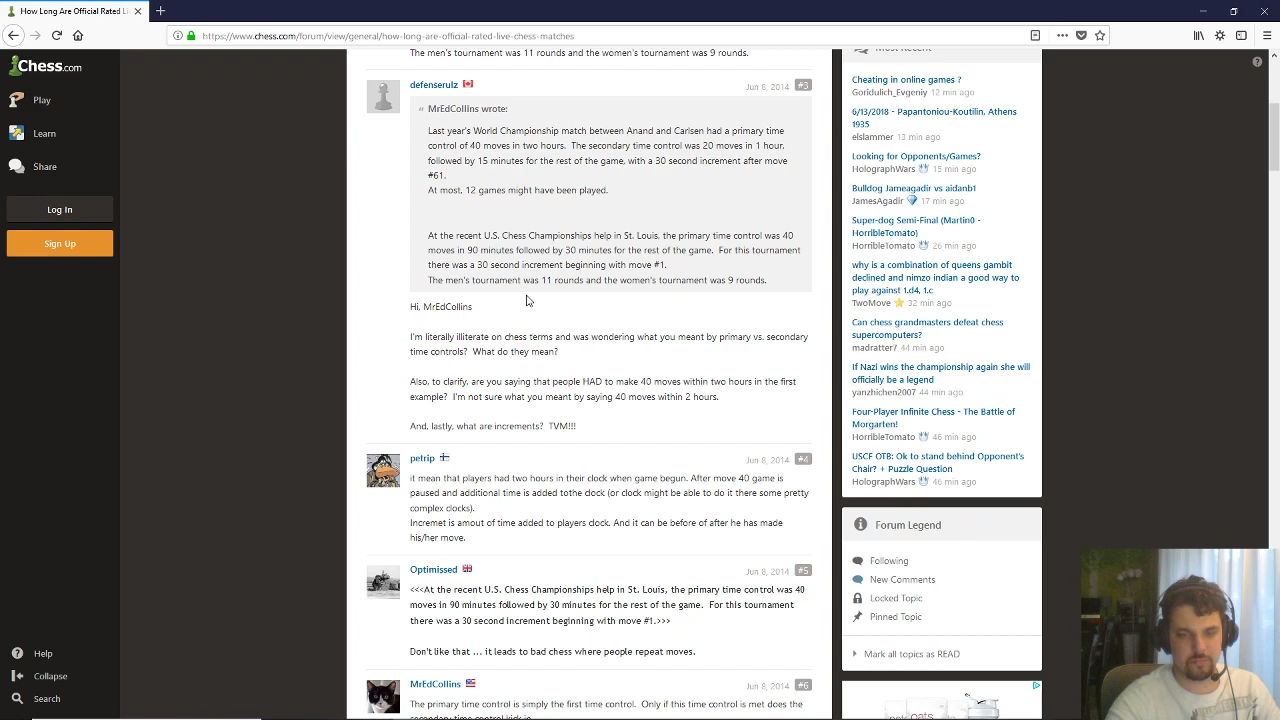 How Long Are Official Rated Li
https://www.chess.com/forum/view/general/how-long-are-official-rated-live-chess-matches
Chess.com
Play
Learn
Share
Log In
Sign Up
Help
Collapse
Search
The men's tournament was 11 rounds and the women's tournament was 9 rounds.
defenserulz
Jun 8, 2014 #3
MrEdCollins wrote:
Last year's World Championship match between Anand and Carlsen had a primary time
control of 40 moves in two hours. The secondary time control was 20 moves in 1 hour,
followed by 15 minutes for the rest of the game, with a 30 second increment after move
#61.
At most, 12 games might have been played.
At the recent U.S. Chess Championships help in St. Louis, the primary time control was 40
moves in 90 minutes followed by 30 minutes for the rest of the game. For this tournament
there was a 30 second increment beginning with move #1.
The men's tournament was 11 rounds and the women's tournament was 9 rounds.
Hi, MrEdCollins
I'm literally illiterate on chess terms and was wondering what you meant by primary vs. secondary
time controls? What do they mean?
Also, to clarify, are you saying that people HAD to make 40 moves within two hours in the first
example? I'm not sure what you meant by saying 40 moves within 2 hours.
And, lastly, what are increments? TVM!!!
petrip
Jun 8, 2014 #4
it mean that players had two hours in their clock when game begun. After move 40 game is
paused and additional time is added tothe clock (or clock might be able to do it there some pretty
complex clocks).
Incremet is amout of time added to players clock. And it can be before of after he has made
his/her move.
Optimissed
Jun 8, 2014 #5
<<<At the recent U.S. Chess Championships help in St. Louis, the primary time control was 40
moves in 90 minutes followed by 30 minutes for the rest of the game. For this tournament
there was a 30 second increment beginning with move #1.>>>
Don't like that ... it leads to bad chess where people repeat moves.
MrEdCollins
Jun 8, 2014 #6
The primary time control is simply the first time control. Only if this time control is met does the
secondary time control kick in.
Most Recent
Cheating in online games ?
Goridulich_Evgeniy 12 min ago
6/13/2018 - Papantoniou-Koutilin, Athens
1935
elslammer 13 min ago
Looking for Opponents/Games?
HolographWars 15 min ago
Bulldog Jameagadir vs aidanb1
JamesAgadir 17 min ago
Super-dog Semi-Final (Martin0 -
HorribleTomato)
HorribleTomato 26 min ago
why is a combination of queens gambit
declined and nimzo indian a good way to
play against 1.d4, 1.c
TwoMove 32 min ago
Can chess grandmasters defeat chess
supercomputers?
madratter7 44 min ago
If Nazi wins the championship again she will
officially be a legend
yanzhichen2007 44 min ago
Four-Player Infinite Chess - The Battle of
Morgarten!
HorribleTomato 46 min ago
USCF OTB: Ok to stand behind Opponent's
Chair? + Puzzle Question
HolographWars 46 min ago
Forum Legend
Following
New Comments
Locked Topic
Pinned Topic
Mark all topics as READ